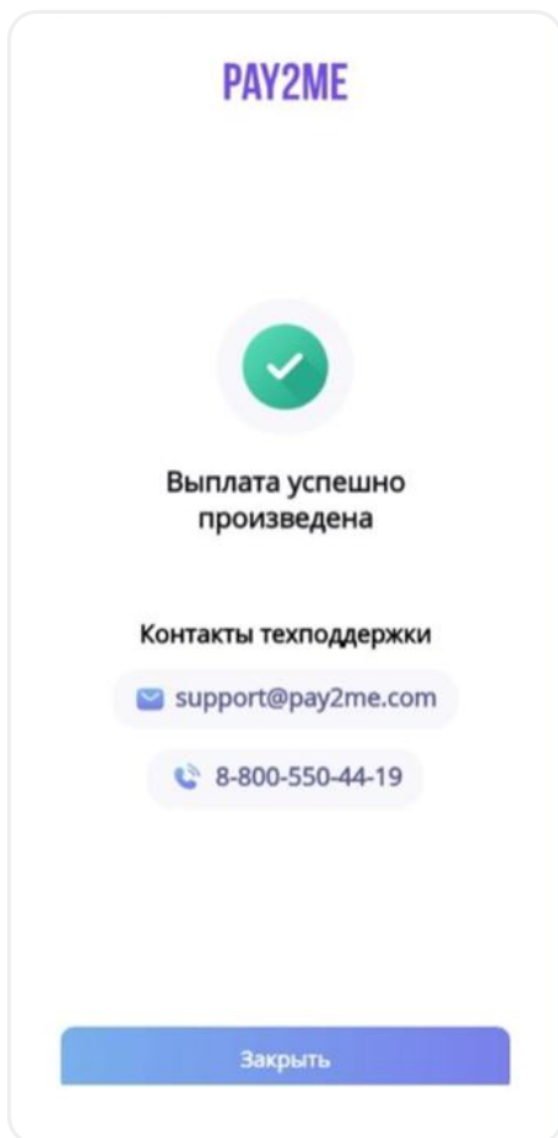 PAY2ME
Выплата успешно
произведена
Контакты техподдержки
support@pay2me.com
8-800-550-44-19
Закрыть